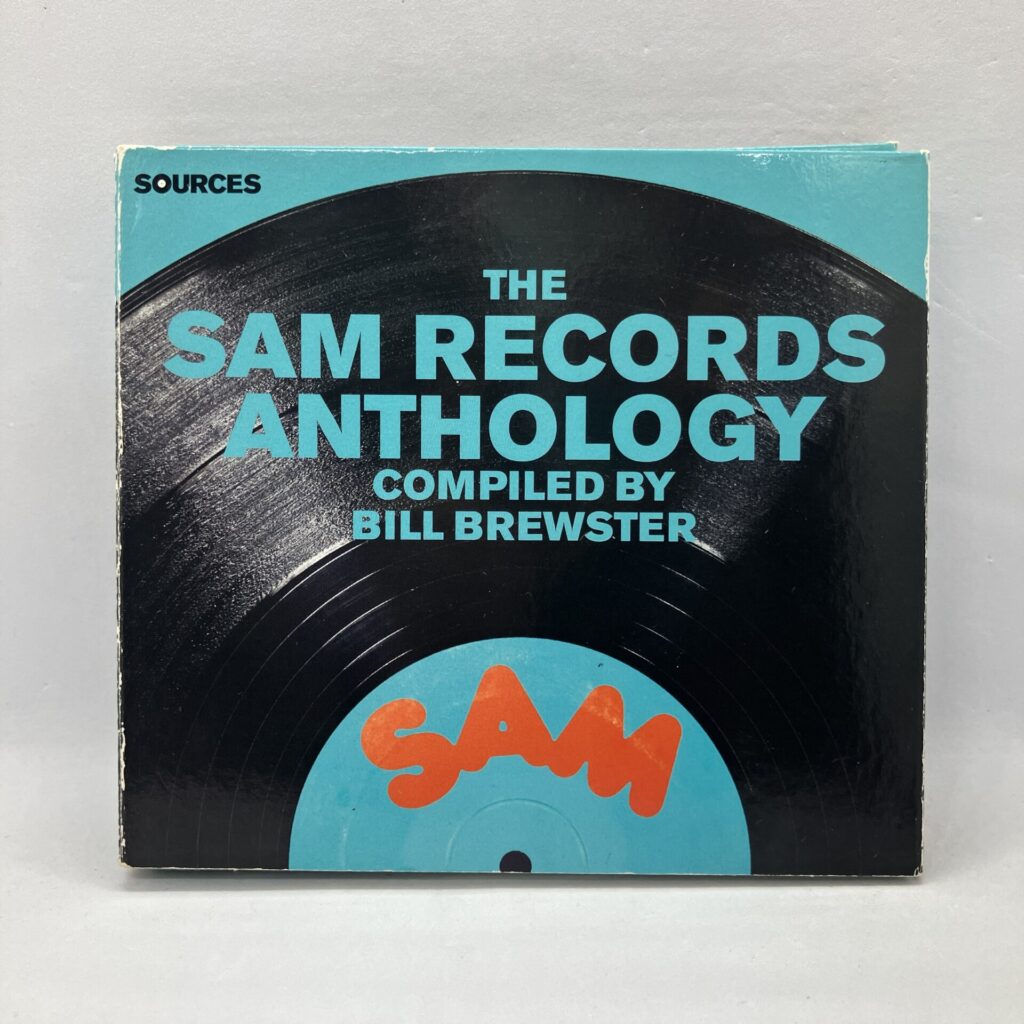 SOURCES
THE
SAM RECORDS
ANTHOLOGY
COMPILED BY
BILL BREWSTER
SAM